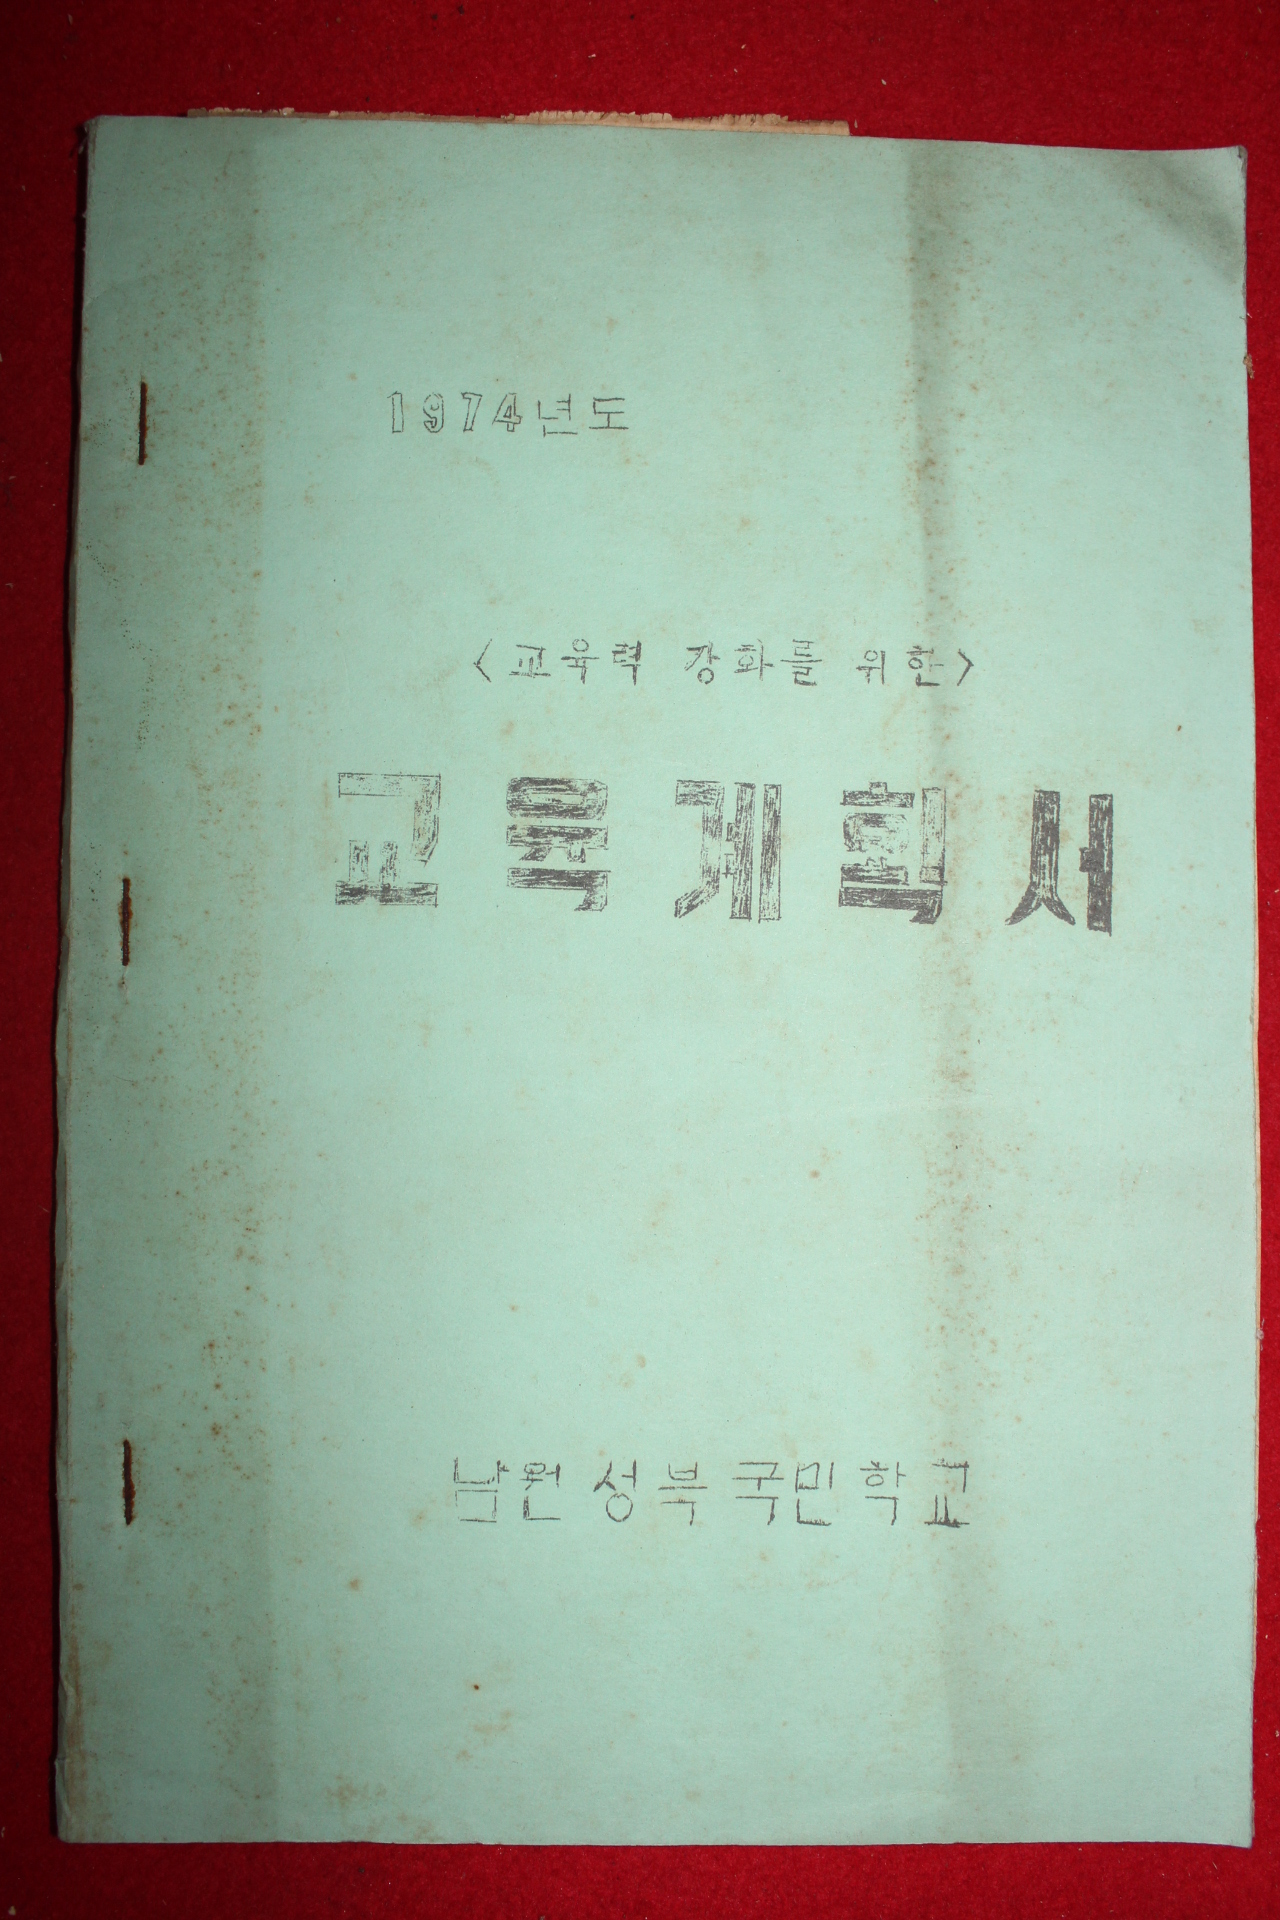 1974년도
<교육력 강화를 위한>
교육계획서
남원성북국민학교